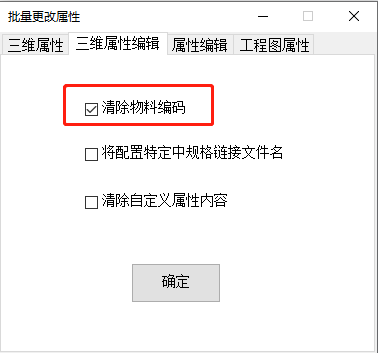 批量更改属性
三维属性 三维属性编辑 属性编辑 工程图属性
清除物料编码
将配置特定中规格链接文件名
清除自定义属性内容
确定